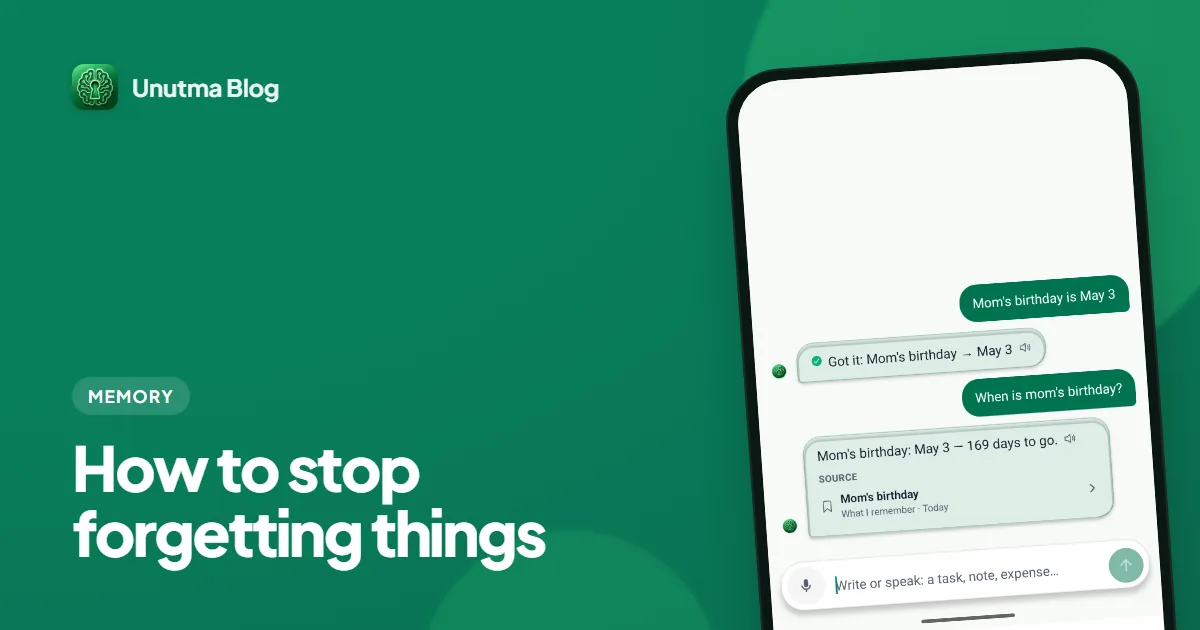 Unutma Blog
MEMORY
How to stop
forgetting things
Mom's birthday is May 3
Got it: Mom's birthday → May 3
When is mom's birthday?
Mom's birthday: May 3 — 169 days to go.
SOURCE
Mom's birthday
What I remember · Today
Write or speak: a task, note, expense…